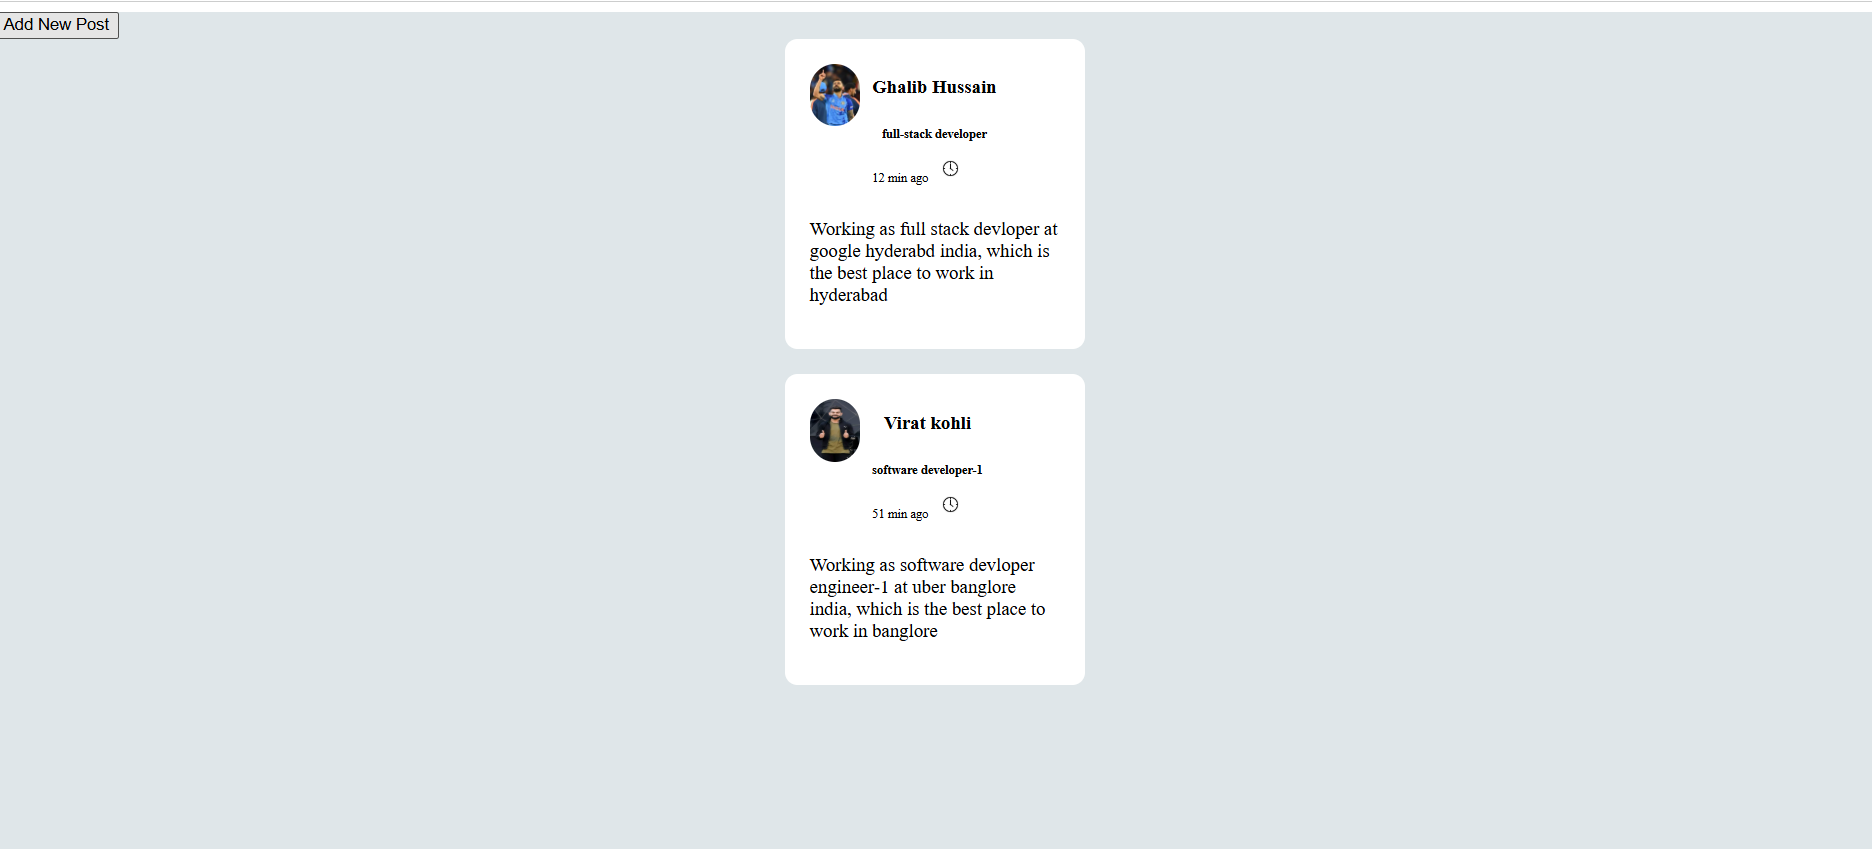 Add New Post
Ghalib Hussain
full-stack developer
12 min ago
Working as full stack devloper at
google hyderabd india, which is
the best place to work in
hyderabad
Virat kohli
software developer-1
51 min ago
Working as software devloper
engineer-1 at uber banglore
india, which is the best place to
work in banglore